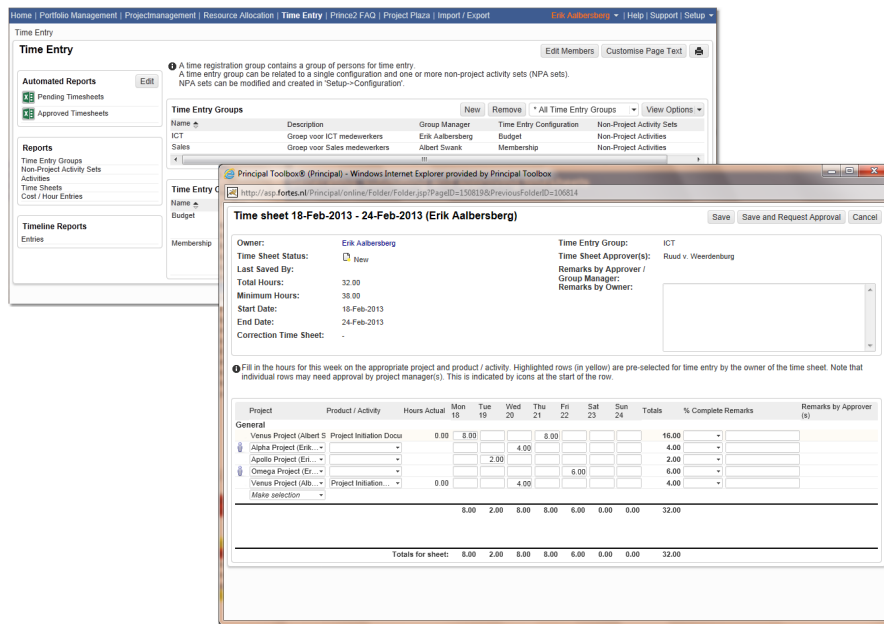 Home | Portfolio Management | Projectmanagement | Resource Allocation | Time Entry | Prince2 FAQ | Project Plaza | Import / Export Erik Aalbersberg | Help | Support | Setup
Time Entry
Time Entry Edit Members Customise Page Text
A time registration group contains a group of persons for time entry.
A time entry group can be related to a single configuration and one or more non-project activity sets (NPA sets).
NPA sets can be modified and created in 'Setup->Configuration'.
Automated Reports Edit
Pending Timesheets
Approved Timesheets
Time Entry Groups New Remove * All Time Entry Groups View Options
Name Description Group Manager Time Entry Configuration Non-Project Activity Sets
ICT Groep voor ICT medewerkers Erik Aalbersberg Budget Non-Project Activities
Sales Groep voor Sales medewerkers Albert Swank Membership Non-Project Activities
Reports
Time Entry Groups
Non-Project Activity Sets
Activities
Time Sheets
Cost / Hour Entries
Timeline Reports
Entries
Time Entry G
Name
Budget
Membership
Principal Toolbox® (Principal) - Windows Internet Explorer provided by Principal Toolbox
http://asp.fortes.nl/Principal/online/Folder/Folder.jsp?PageID=150819&PreviousFolderID=106814
Time sheet 18-Feb-2013 - 24-Feb-2013 (Erik Aalbersberg) Save Save and Request Approval Cancel
Owner: Erik Aalbersberg Time Entry Group: ICT
Time Sheet Status: New Time Sheet Approver(s): Ruud v. Weerdenburg
Last Saved By: Remarks by Approver /
Group Manager:
Total Hours: 32.00 Remarks by Owner:
Minimum Hours: 38.00
Start Date: 18-Feb-2013
End Date: 24-Feb-2013
Correction Time Sheet: -
Fill in the hours for this week on the appropriate project and product / activity. Highlighted rows (in yellow) are pre-selected for time entry by the owner of the time sheet. Note that
individual rows may need approval by project manager(s). This is indicated by icons at the start of the row.
Project Product / Activity Hours Actual Mon 18 Tue 19 Wed 20 Thu 21 Fri 22 Sat 23 Sun 24 Totals % Complete Remarks Remarks by Approver (s)
General
Venus Project (Albert S Project Initiation Docu 0.00 8.00 8.00 16.00
Alpha Project (Erik... 4.00 4.00
Apollo Project (Eri... 2.00 2.00
Omega Project (Er... 6.00 6.00
Venus Project (Alb... Project Initiation... 0.00 4.00 4.00
Make selection
8.00 2.00 8.00 8.00 6.00 0.00 0.00 32.00
Totals for sheet: 8.00 2.00 8.00 8.00 6.00 0.00 0.00 32.00